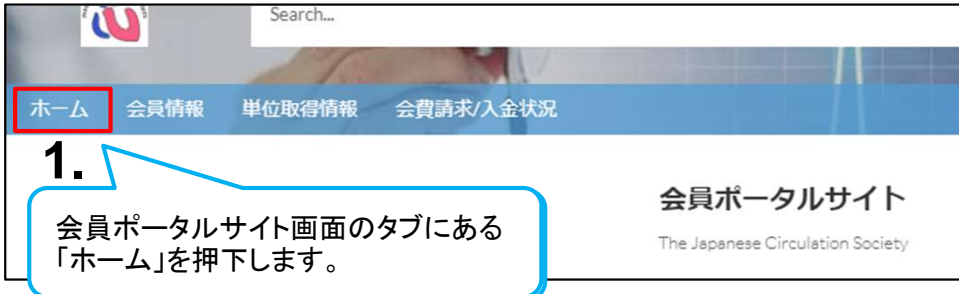 Search...
ホーム 会員情報 単位取得情報 会費請求/入金状況
1.
会員ポータルサイト画面のタブにある
「ホーム」を押下します。
会員ポータルサイト
The Japanese Circulation Society